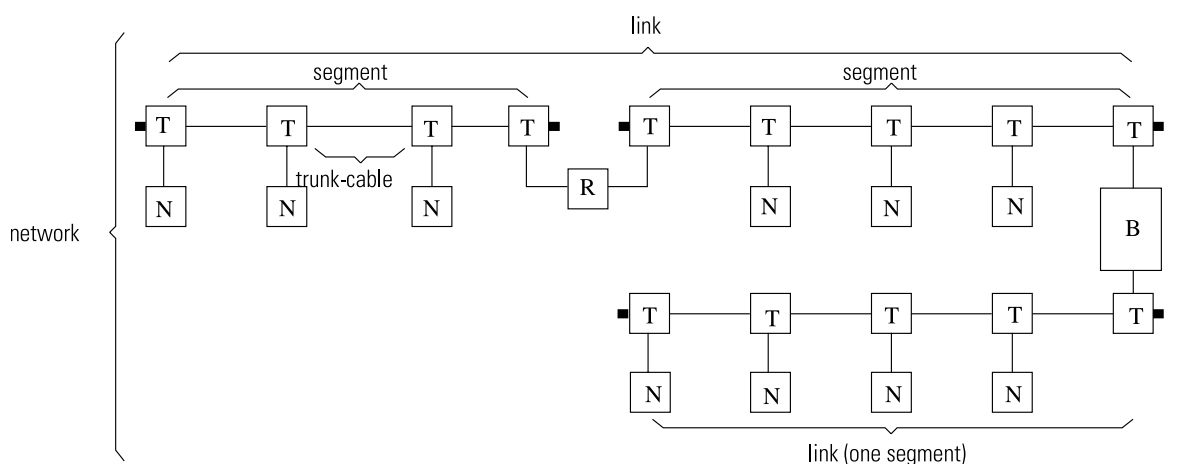 link
segment segment
T T T T T T T T T
trunk-cable
R
N N N N N N
network
B
T T T T T
N N N N
link (one segment)